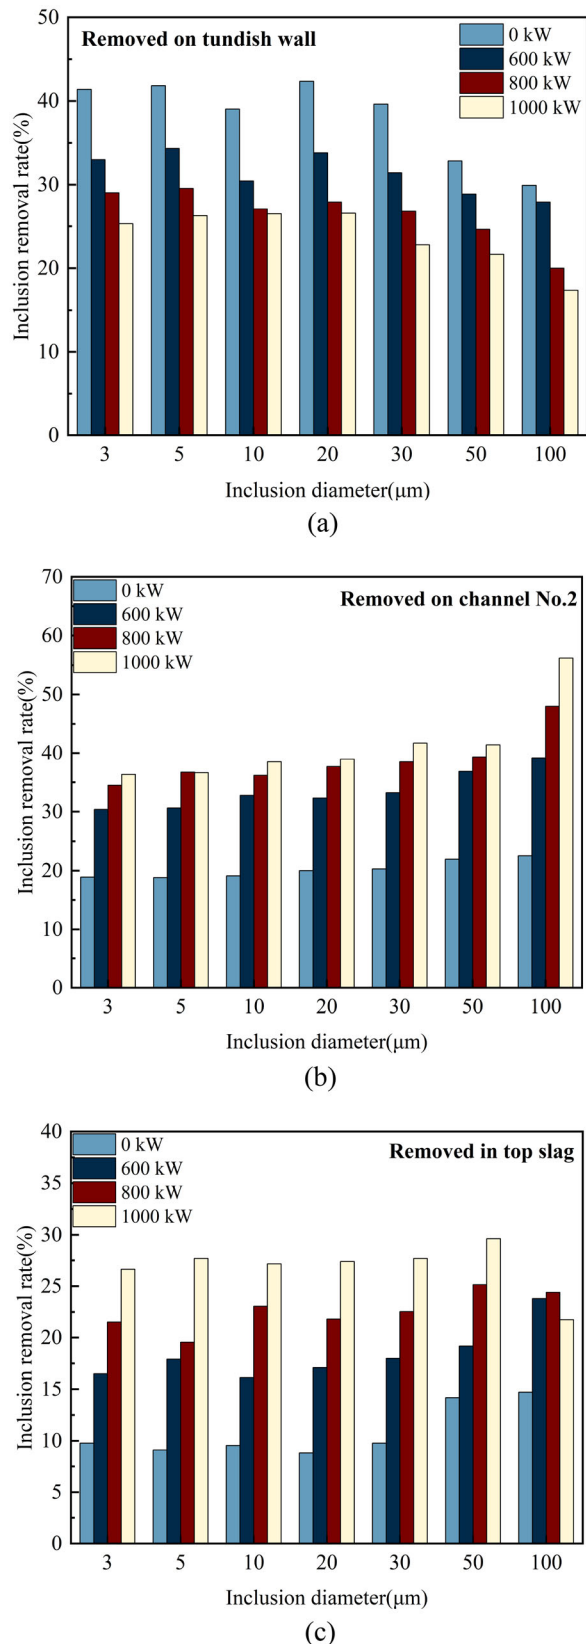 Removed on tundish wall
0 kW
600 kW
800 kW
1000 kW
Inclusion removal rate(%)
50
40
30
20
10
0
3 5 10 20 30 50 100
Inclusion diameter(μm)
(a)
Removed on channel No.2
0 kW
600 kW
800 kW
1000 kW
Inclusion removal rate(%)
70
60
50
40
30
20
10
0
3 5 10 20 30 50 100
Inclusion diameter(μm)
(b)
Removed in top slag
0 kW
600 kW
800 kW
1000 kW
Inclusion removal rate(%)
40
35
30
25
20
15
10
5
0
3 5 10 20 30 50 100
Inclusion diameter(μm)
(c)